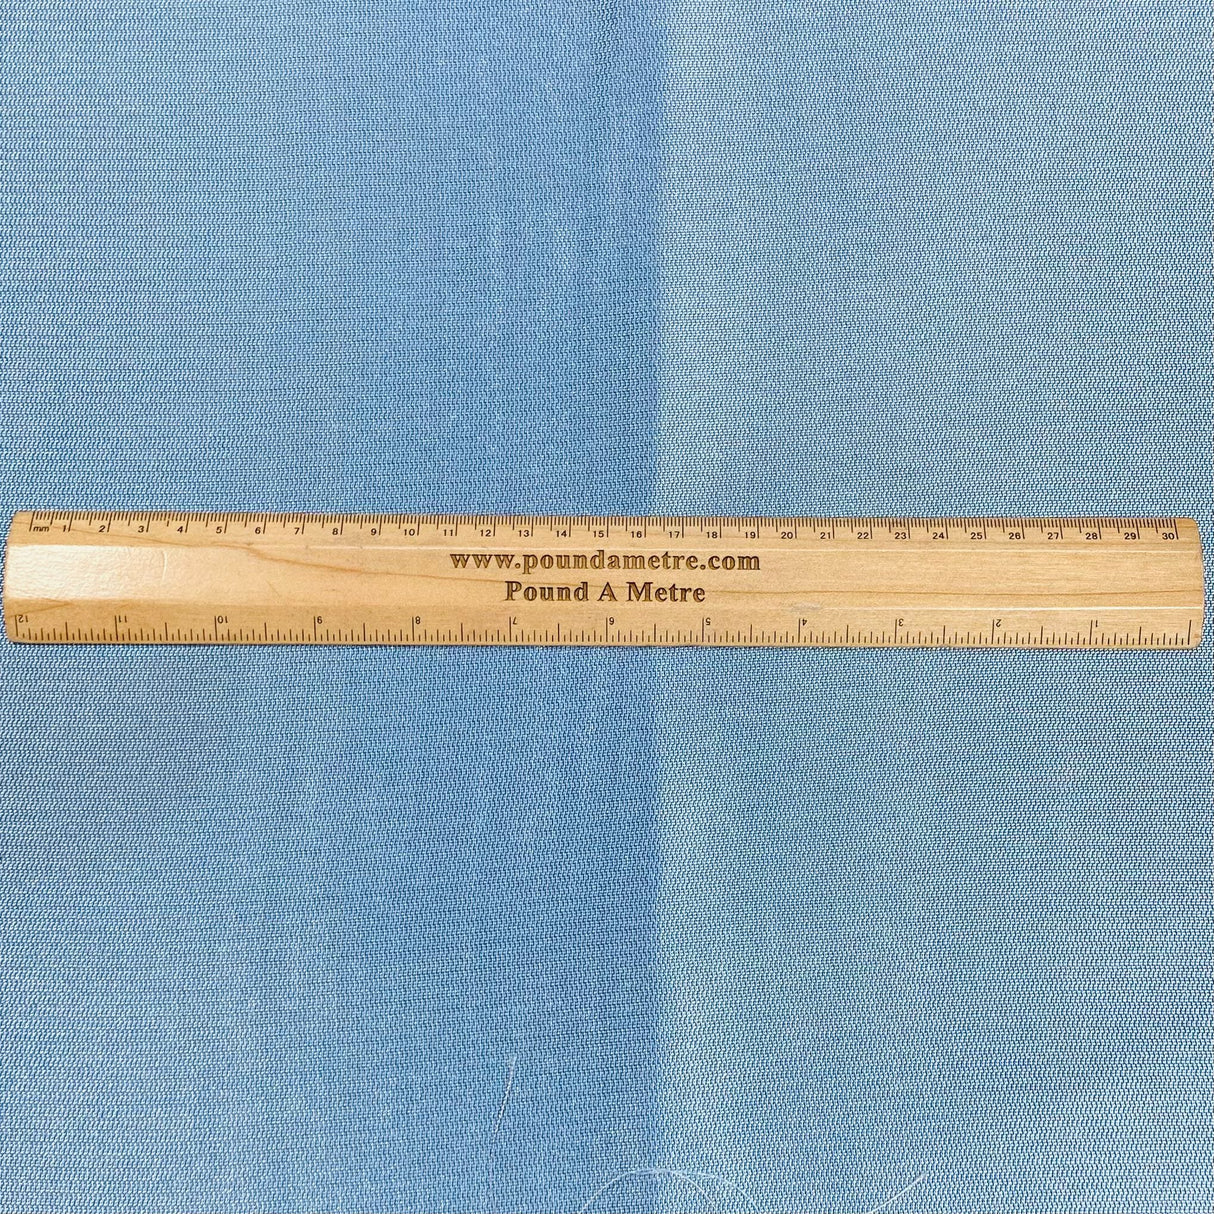 mm 1 2 3 4 5 6 7 8 9 10 11 12 13 14 15 16 17 18 19 20 21 22 23 24 25 26 27 28 29 30
www.poundametre.com
Pound A Metre
12 11 10 9 8 7 6 5 4 3 2 1